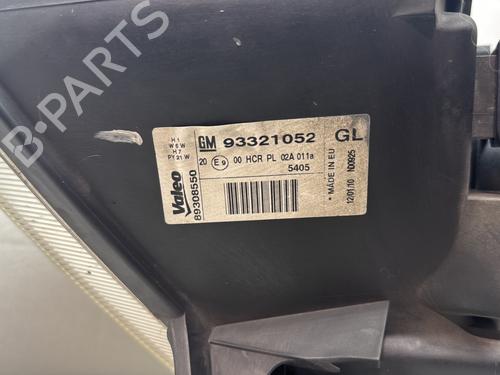 H1
W5W
H7
PY21W
GM 93321052 GL
20 E9 00 HCR PL 02A 011a
5405
Valeo
89308550
* MADE IN EU
12/01/10 N00925
B-PARTS